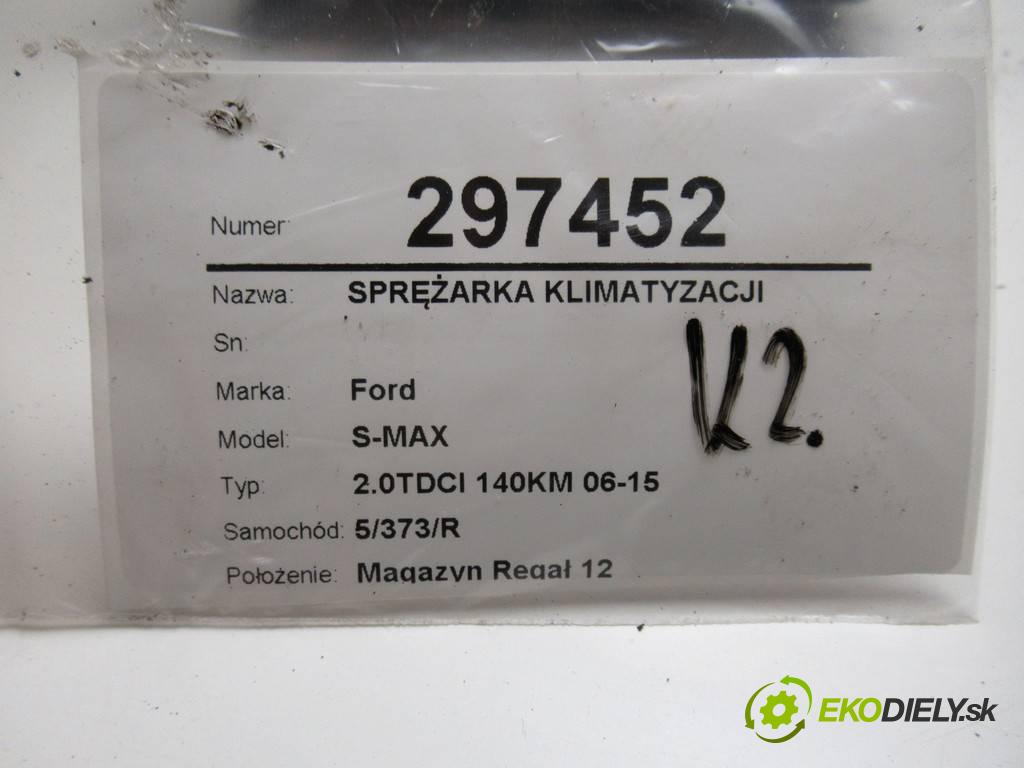 Numer: 297452
Nazwa: SPRĘŻARKA KLIMATYZACJI
Sn:
K2.
Marka: Ford
Model: S-MAX
Typ: 2.0TDCI 140KM 06-15
Samochód: 5/373/R
Położenie: Magazyn Regał 12
EKODIELY.sk